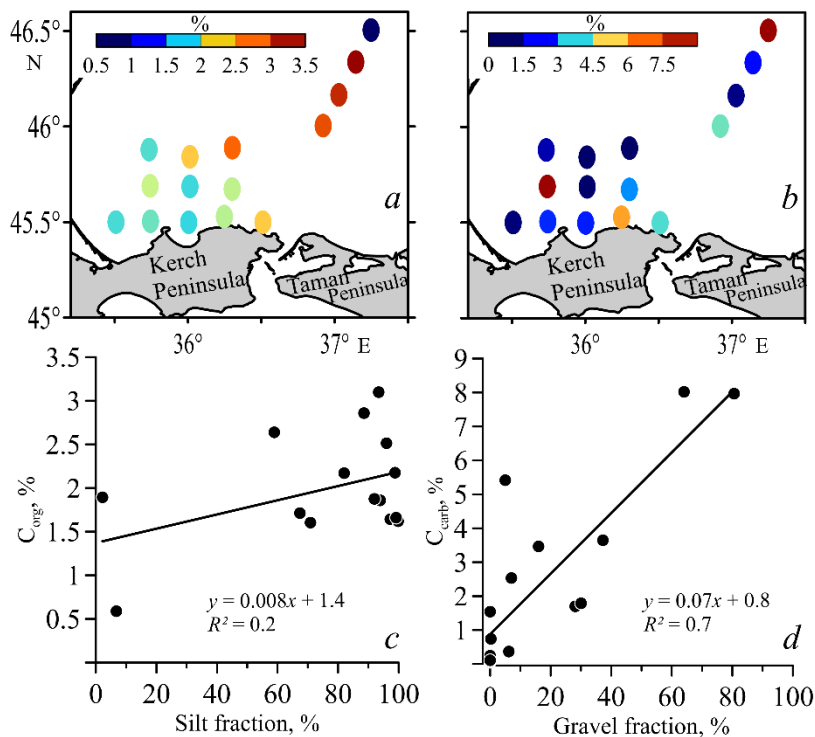 46.5°
N
46°
45.5°
45°
%
0.5 1 1.5 2 2.5 3 3.5
a
Kerch
Peninsula
Taman
Peninsula
36° 37° E
%
0 1.5 3 4.5 6 7.5
b
Kerch
Peninsula
Taman
Peninsula
36° 37° E
3.5
3
2.5
2
1.5
1
0.5
C_org, %
y = 0.008x + 1.4
R² = 0.2
c
0 20 40 60 80 100
Silt fraction, %
9
8
7
6
5
4
3
2
1
C_carb, %
y = 0.07x + 0.8
R² = 0.7
d
0 20 40 60 80 100
Gravel fraction, %